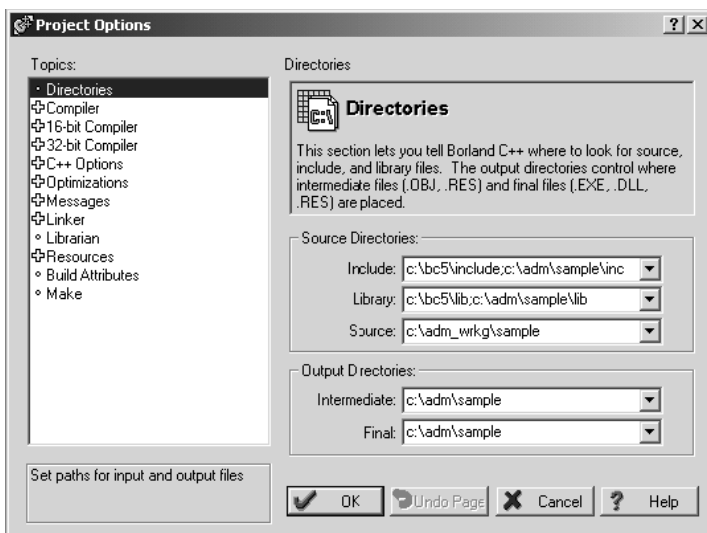 Project Options
Topics:
Directories
Compiler
16-bit Compiler
32-bit Compiler
C++ Options
Optimizations
Messages
Linker
Librarian
Resources
Build Attributes
Make
Set paths for input and output files
Directories
C:\
Directories
This section lets you tell Borland C++ where to look for source,
include, and library files. The output directories control where
intermediate files (.OBJ, .RES) and final files (.EXE, .DLL,
.RES) are placed.
Source Directories:
Include: c:\bc5\include;c:\adm\sample\inc
Library: c:\bc5\lib;c:\adm\sample\lib
Source: c:\adm_wrkg\sample
Output Directories:
Intermediate: c:\adm\sample
Final: c:\adm\sample
OK Undo Page Cancel ? Help